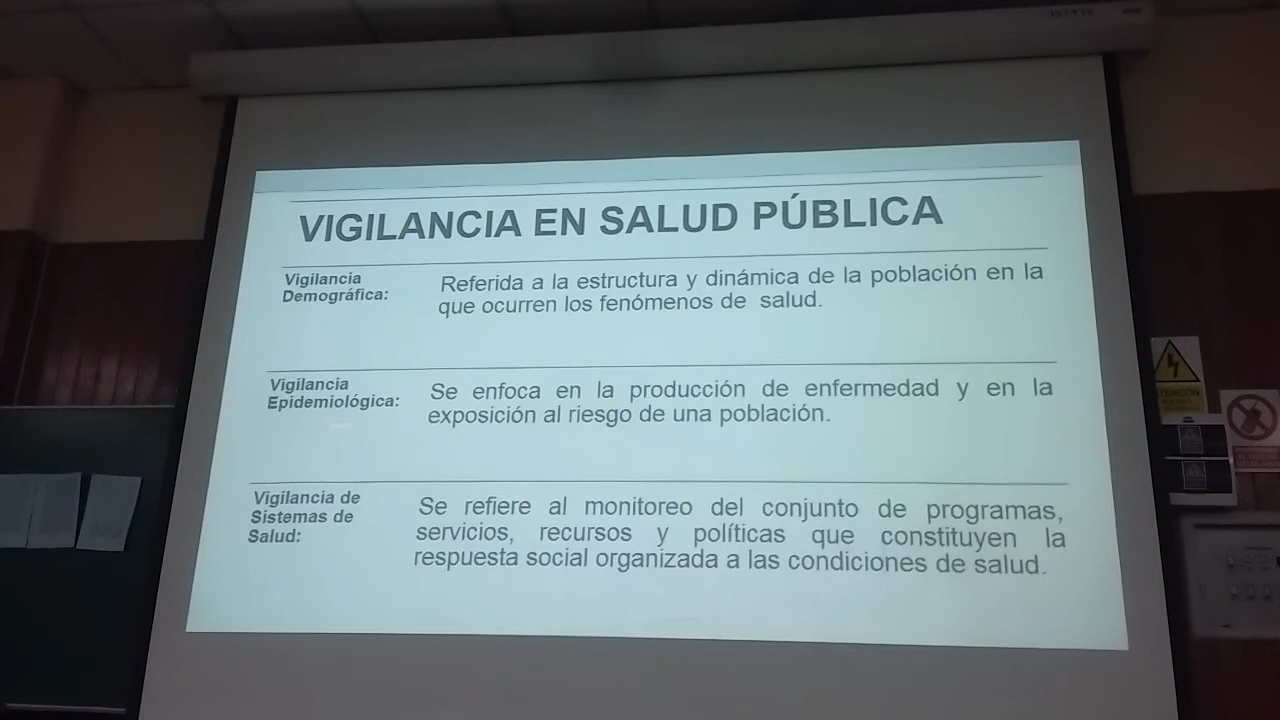 VIGILANCIA EN SALUD PÚBLICA
Vigilancia
Demográfica:
Referida a la estructura y dinámica de la población en la
que ocurren los fenómenos de salud.
Vigilancia
Epidemiológica:
Se enfoca en la producción de enfermedad y en la
exposición al riesgo de una población.
Vigilancia de
Sistemas de
Salud:
Se refiere al monitoreo del conjunto de programas,
servicios, recursos y políticas que constituyen la
respuesta social organizada a las condiciones de salud.
ATENCIÓN